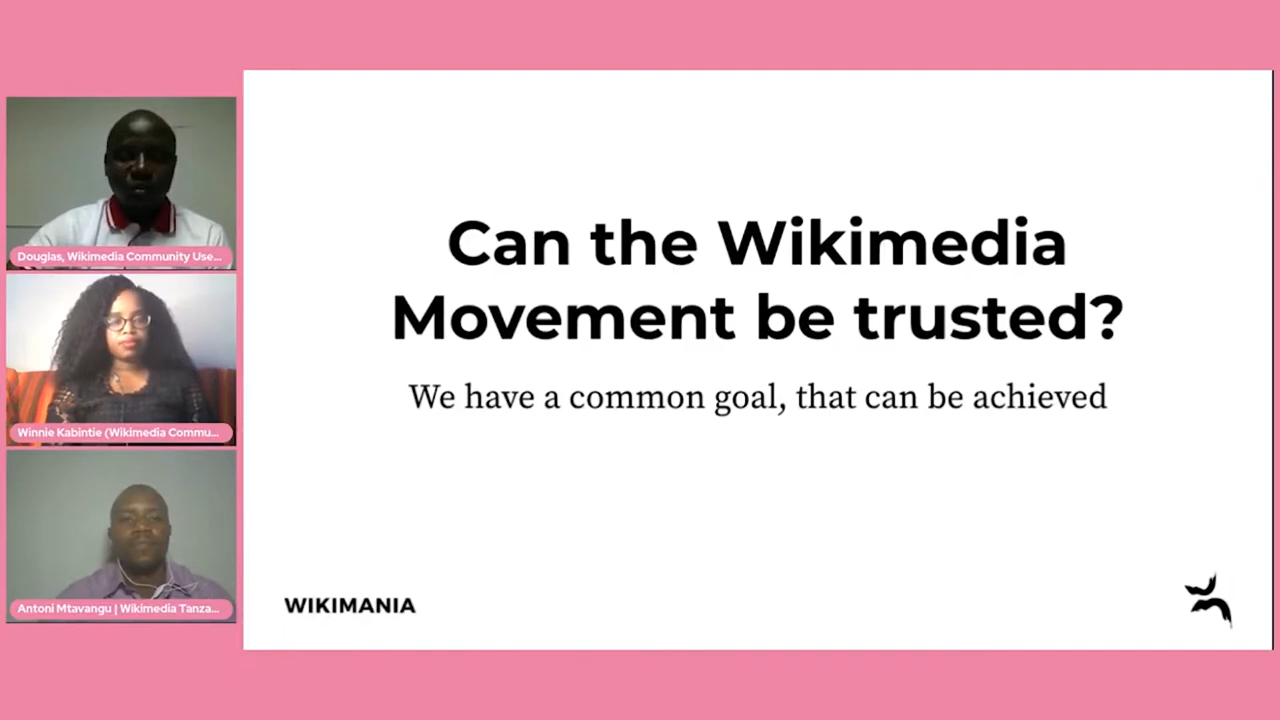 Douglas, Wikimedia Community Use...
Winnie Kabintie (Wikimedia Commu...
Antoni Mtavangu | Wikimedia Tanza...
Can the Wikimedia
Movement be trusted?
We have a common goal, that can be achieved
WIKIMANIA